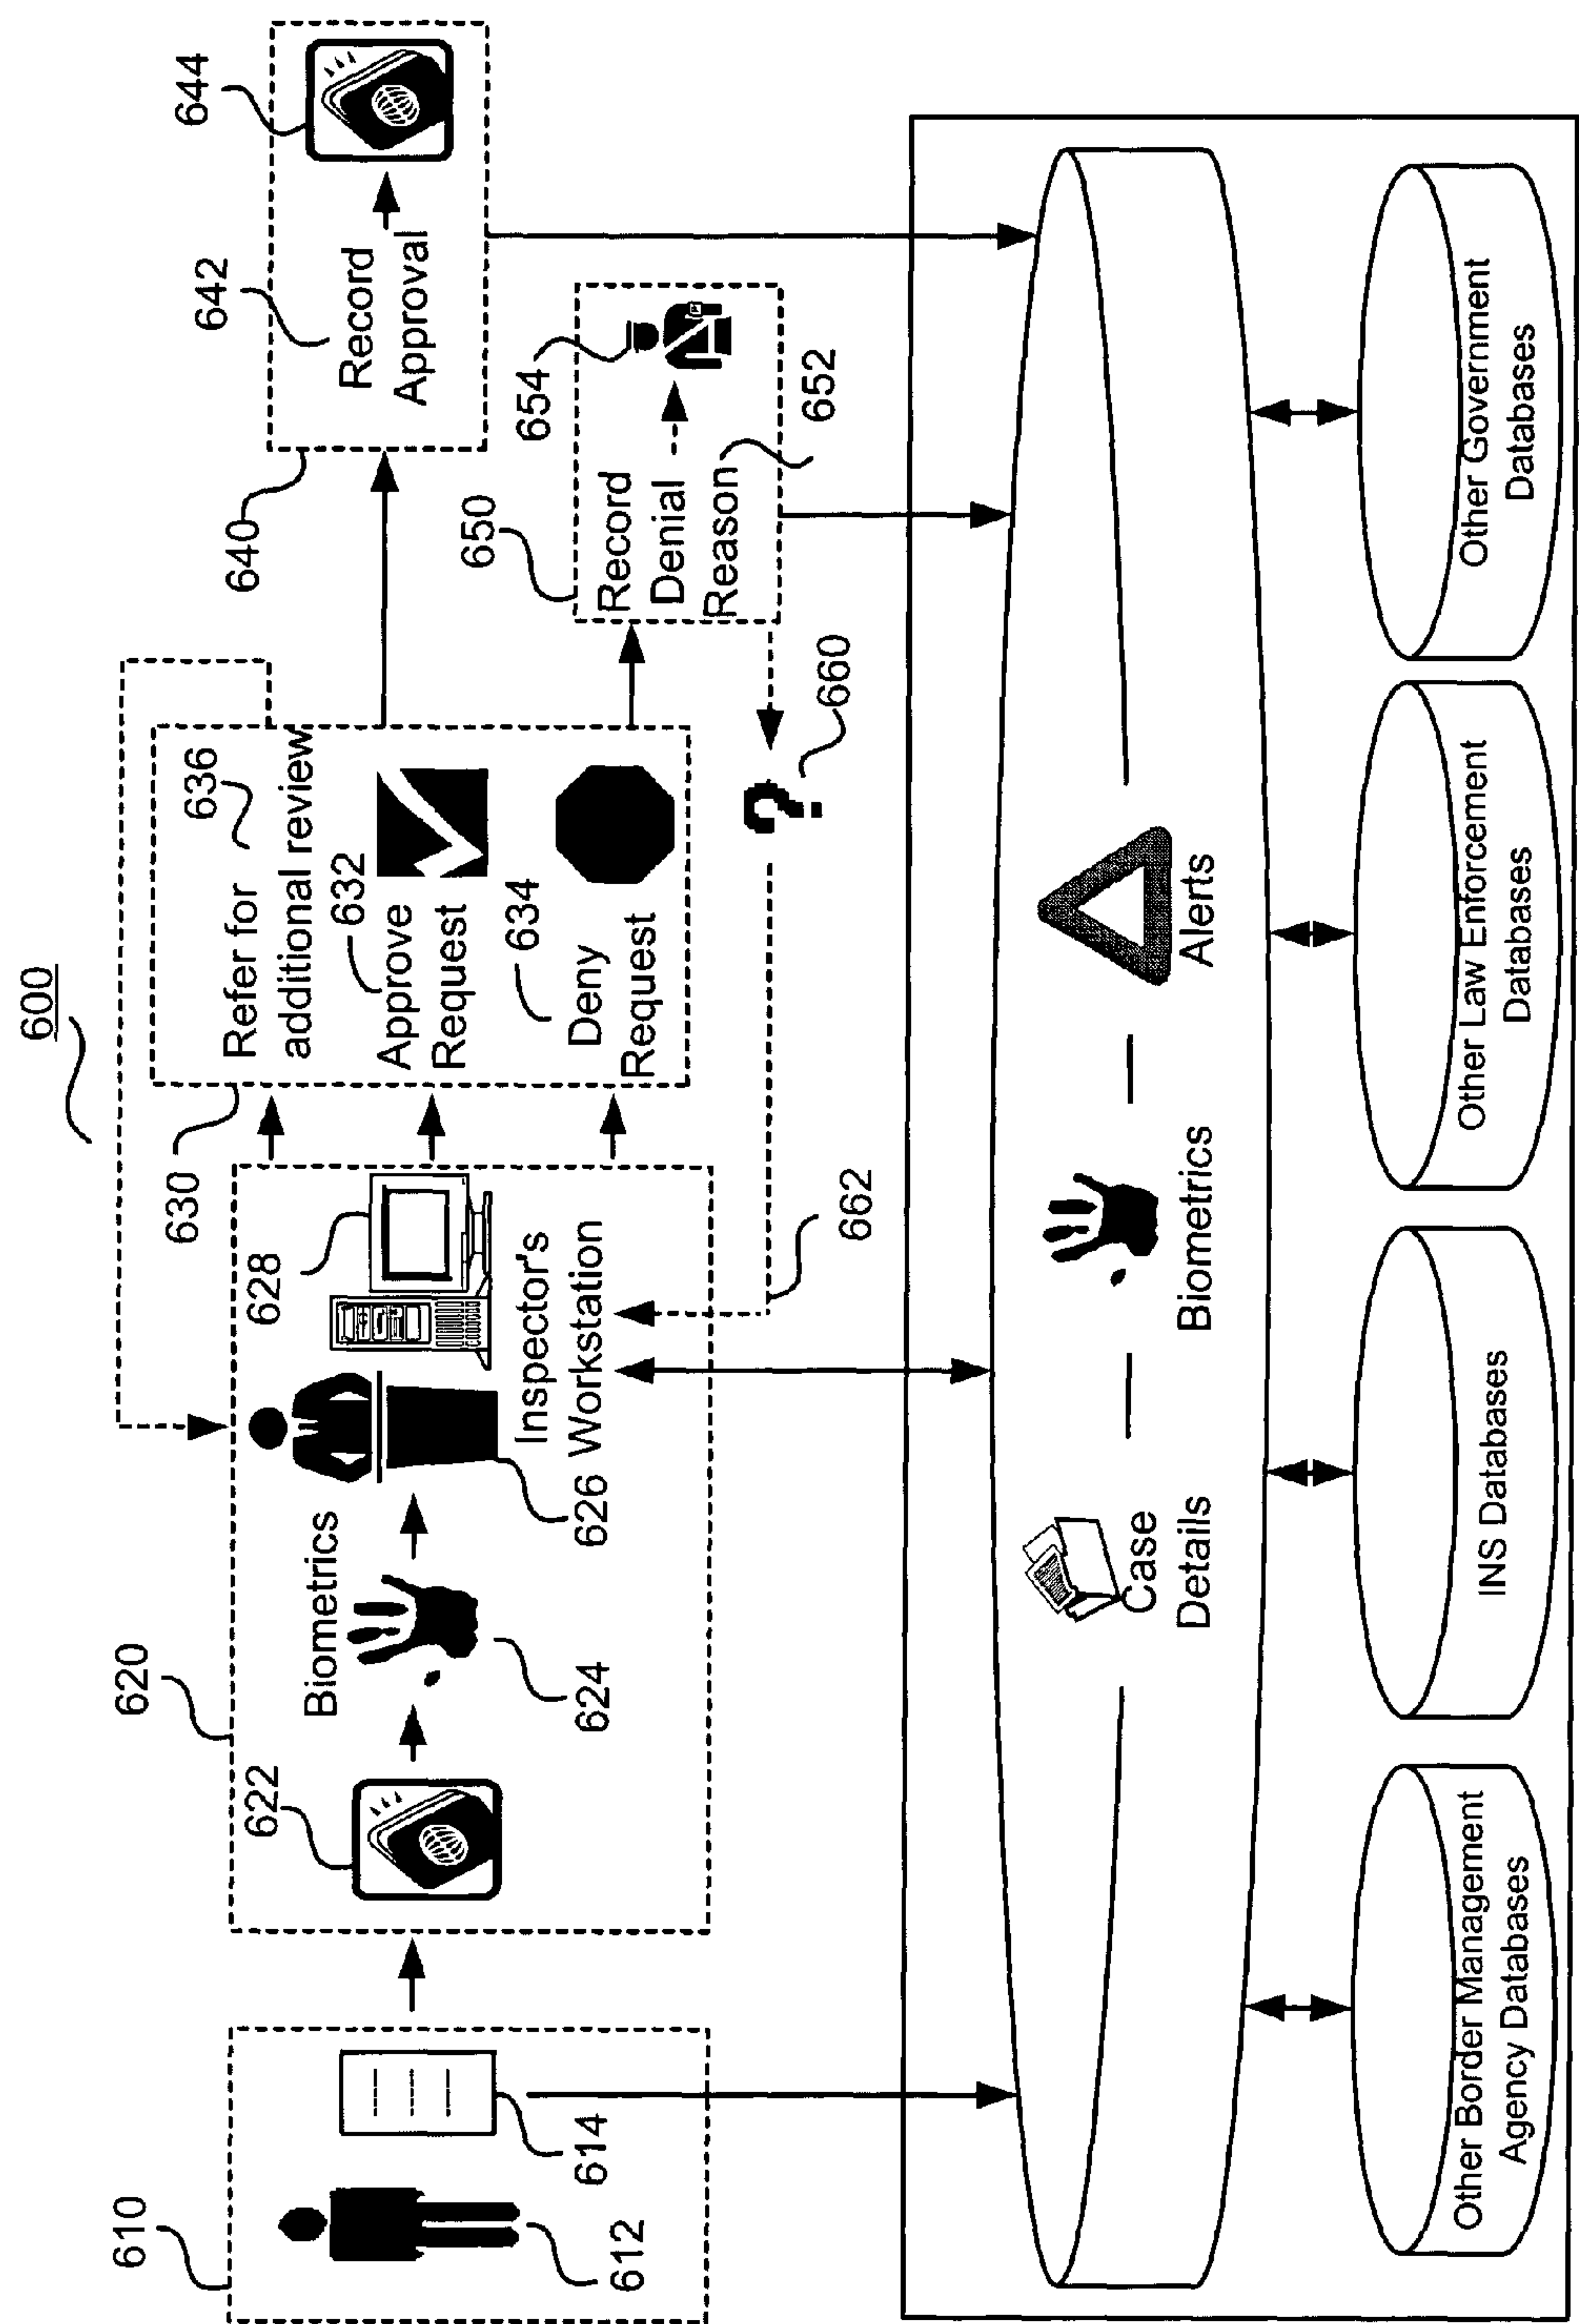 600
610
612
614
620
622
Biometrics
624
626
628
Inspector's
Workstation
630
Refer for
additional review
636
Approve
Request
632
Deny
Request
634
640
642
Record
Approval
644
650
Record
Denial
Reason
652
654
660
662
Case
Details
Biometrics
Alerts
Other Border Management
Agency Databases
INS Databases
Other Law Enforcement
Databases
Other Government
Databases